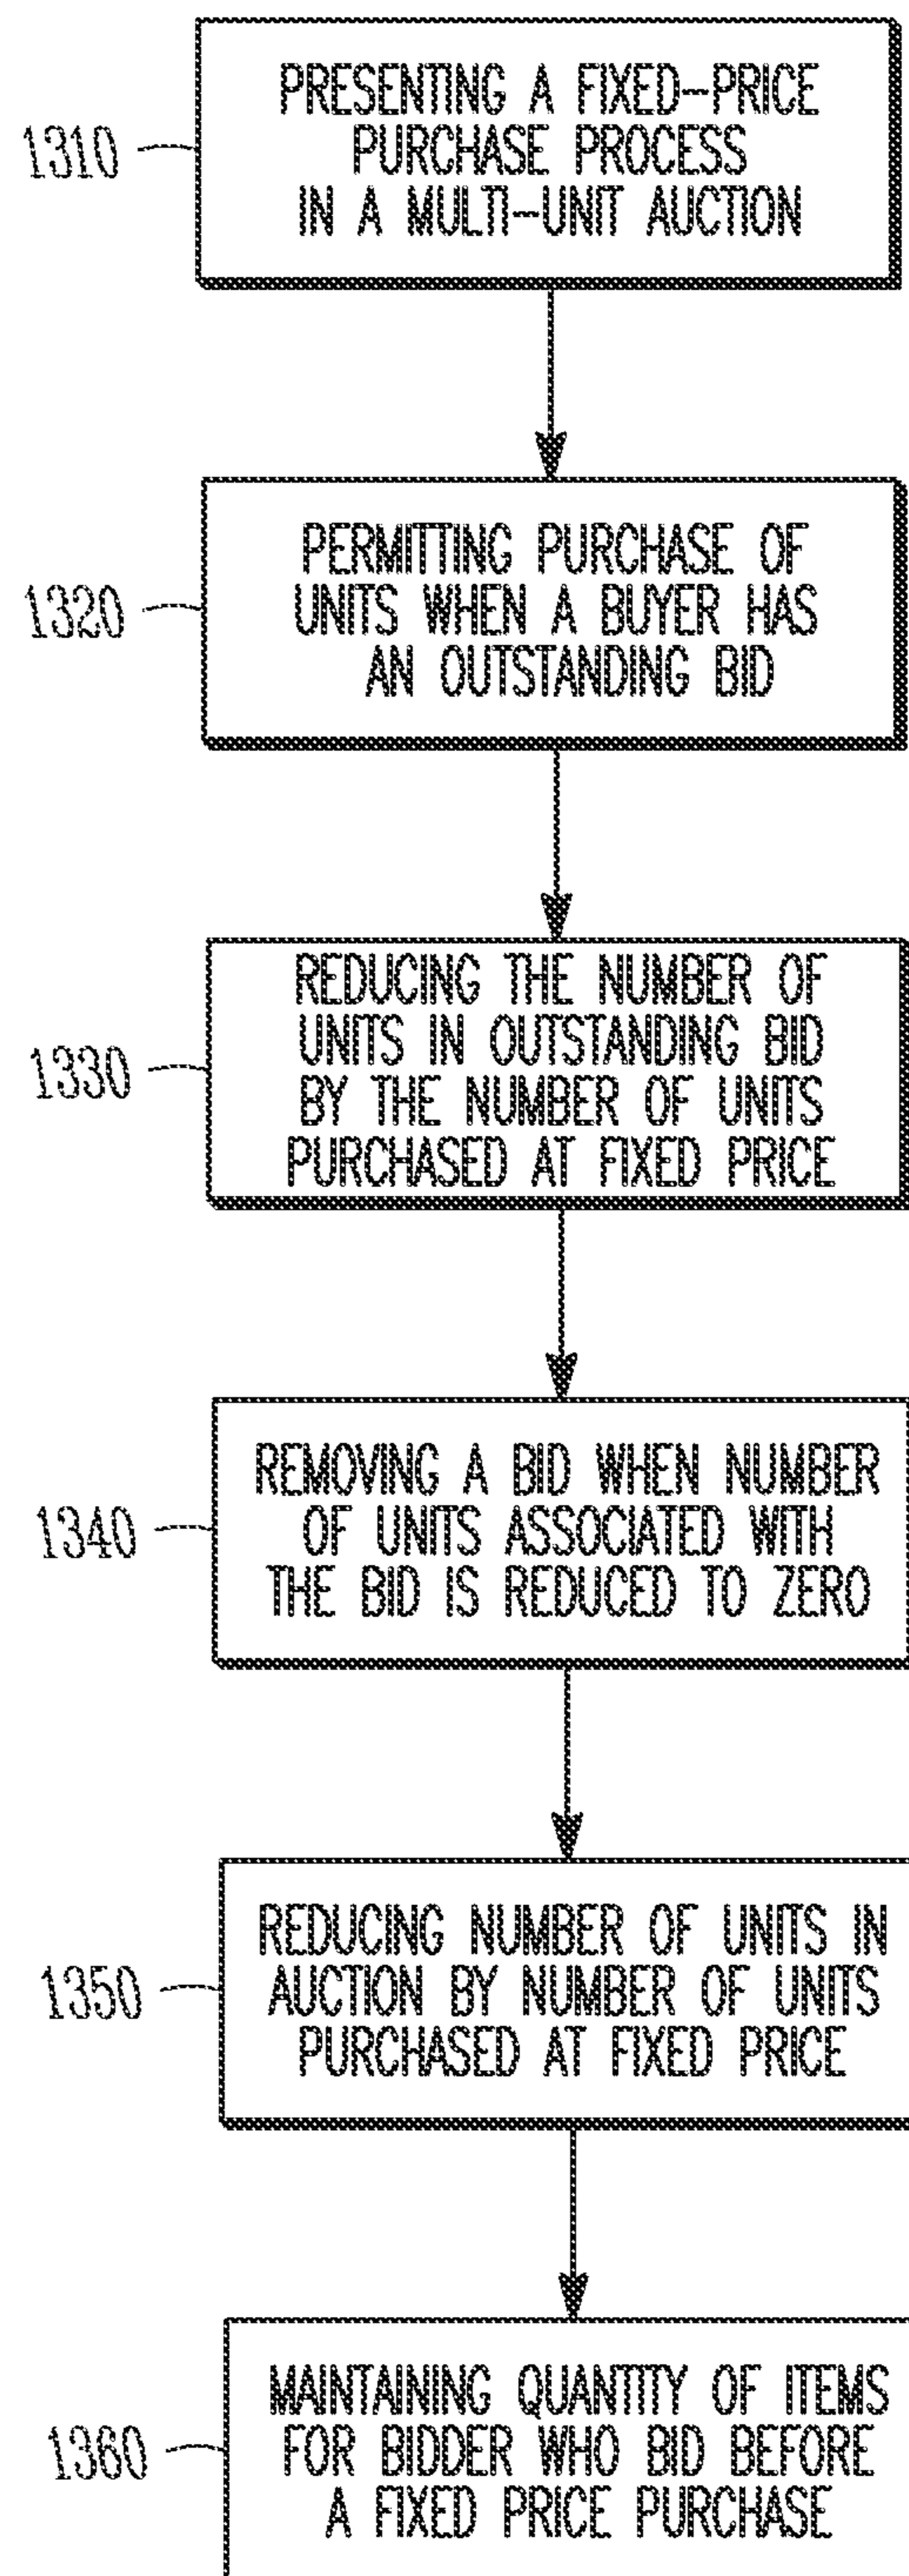 1310
PRESENTING A FIXED-PRICE
PURCHASE PROCESS
IN A MULTI-UNIT AUCTION
1320
PERMITTING PURCHASE OF
UNITS WHEN A BUYER HAS
AN OUTSTANDING BID
1330
REDUCING THE NUMBER OF
UNITS IN OUTSTANDING BID
BY THE NUMBER OF UNITS
PURCHASED AT FIXED PRICE
1340
REMOVING A BID WHEN NUMBER
OF UNITS ASSOCIATED WITH
THE BID IS REDUCED TO ZERO
1350
REDUCING NUMBER OF UNITS IN
AUCTION BY NUMBER OF UNITS
PURCHASED AT FIXED PRICE
1360
MAINTAINING QUANTITY OF ITEMS
FOR BIDDER WHO BID BEFORE
A FIXED PRICE PURCHASE